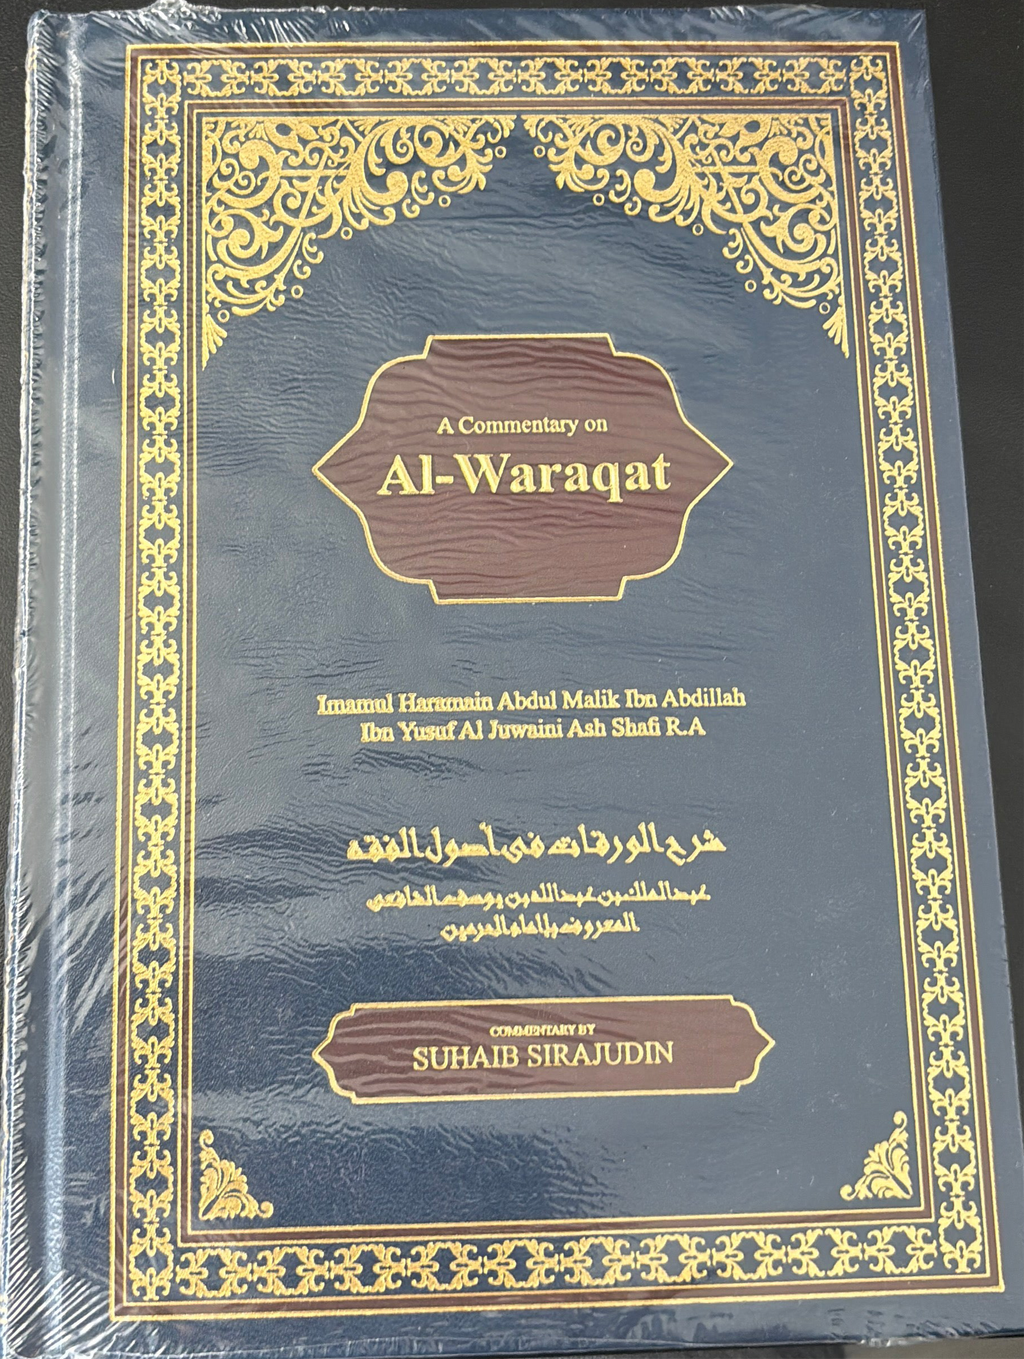 A Commentary on
Al-Waraqat
Imamul Haramain Abdul Malik Ibn Abdillah
Ibn Yusuf Al Juwaini Ash Shafi R.A
شرح الورقات في أصول الفقه
عبد الملك بن عبد الله بن يوسف الشافعي
المعروف بإمام الحرمين
COMMENTARY BY
SUHAIB SIRAJUDIN